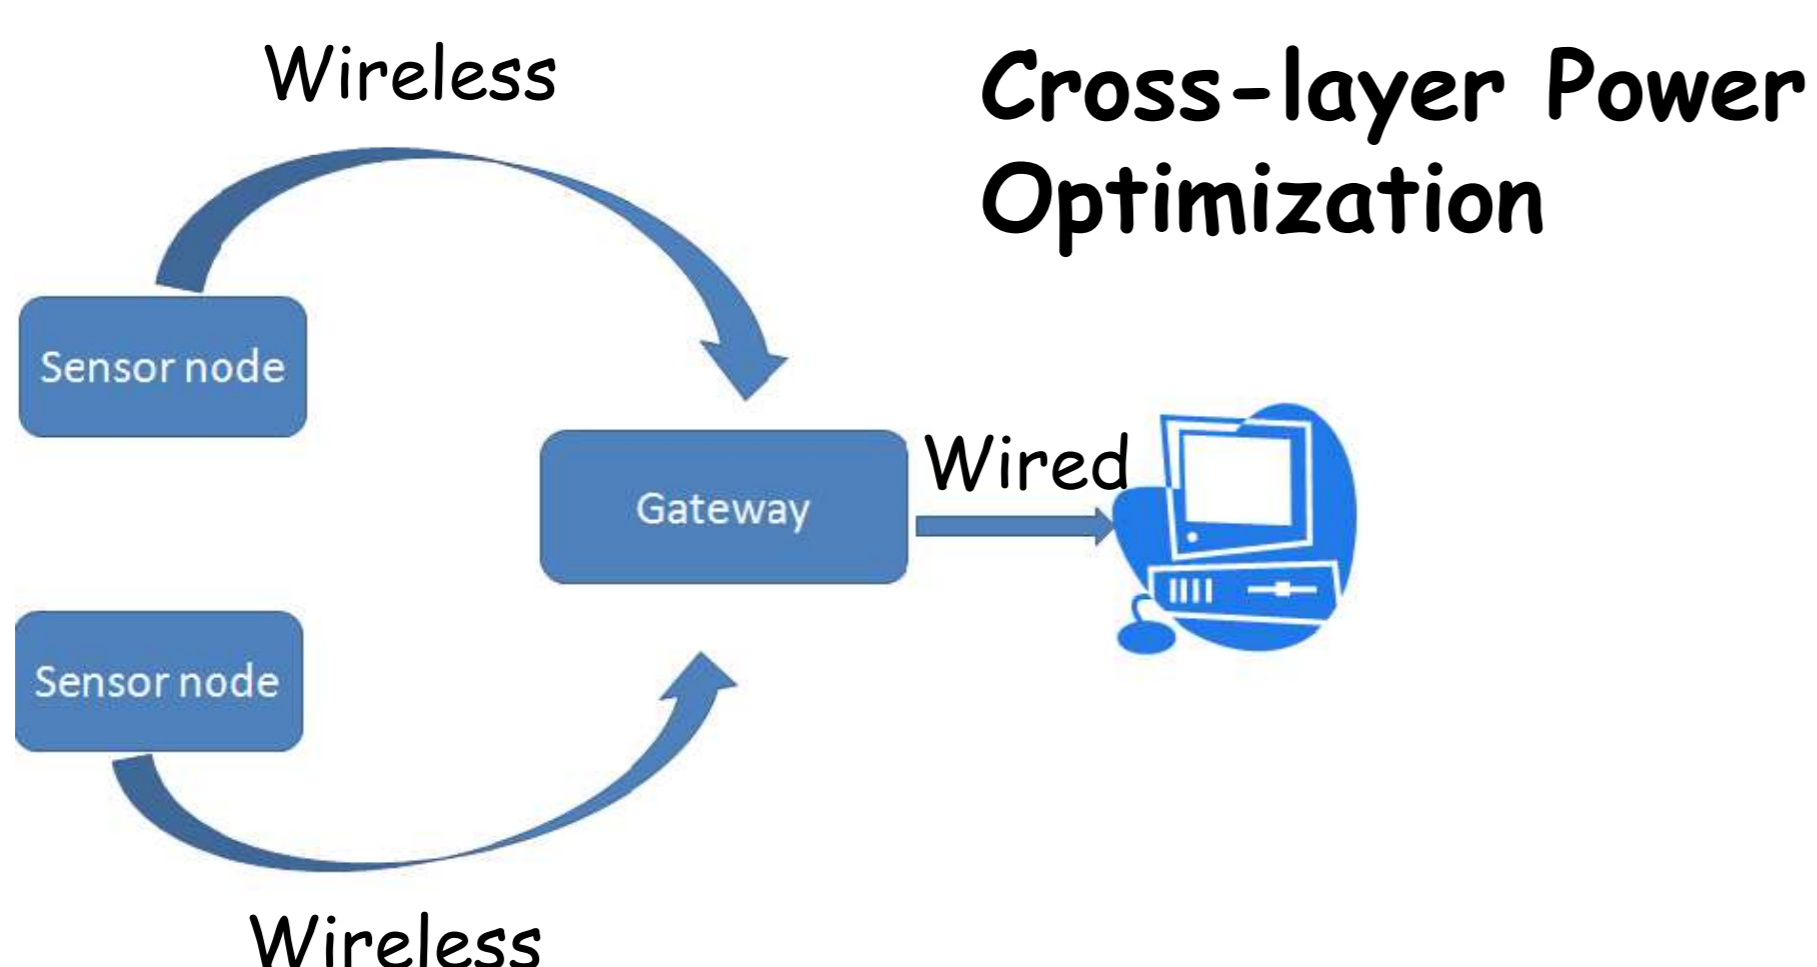 Wireless
Cross-layer Power
Optimization
Sensor node
Wired
Gateway
Sensor node
Wireless